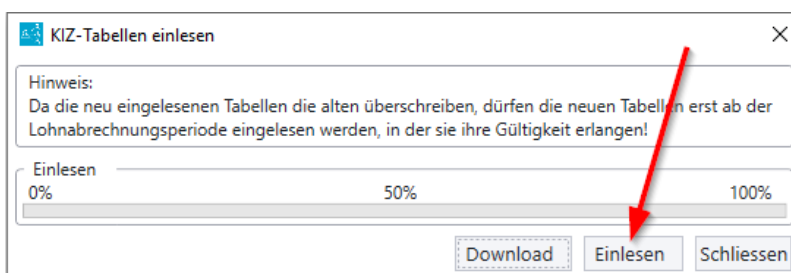 KIZ-Tabellen einlesen
Hinweis:
Da die neu eingelesenen Tabellen die alten überschreiben, dürfen die neuen Tabellen erst ab der
Lohnabrechnungsperiode eingelesen werden, in der sie ihre Gültigkeit erlangen!
Einlesen
0% 50% 100%
Download Einlesen Schliessen